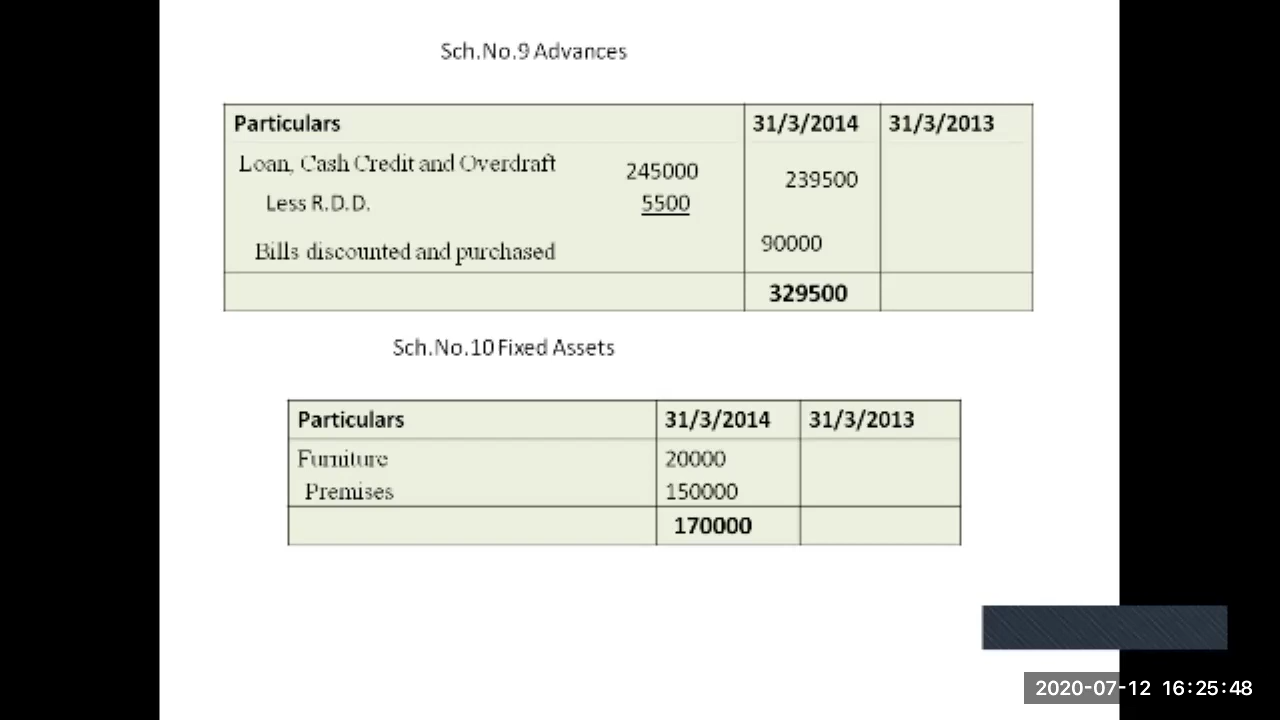 Sch.No.9 Advances
Particulars 31/3/2014 31/3/2013
Loan, Cash Credit and Overdraft 245000 239500
Less R.D.D. 5500
Bills discounted and purchased 90000
329500
Sch.No.10 Fixed Assets
Particulars 31/3/2014 31/3/2013
Furniture 20000
Premises 150000
170000
2020-07-12 16:25:48